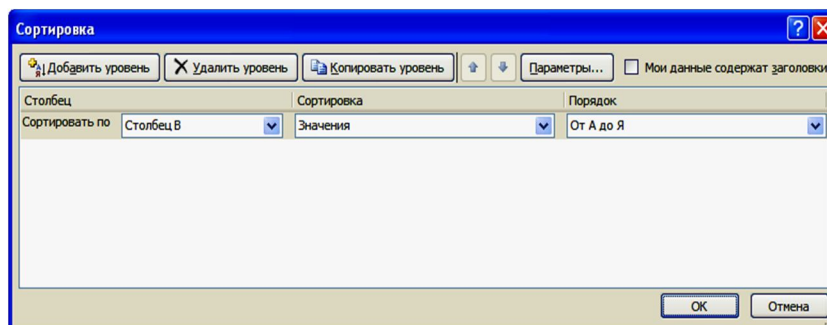 Сортировка
Добавить уровень Удалить уровень Копировать уровень Параметры... Мои данные содержат заголовки
Столбец Сортировка Порядок
Сортировать по Столбец B Значения От А до Я
ОК Отмена